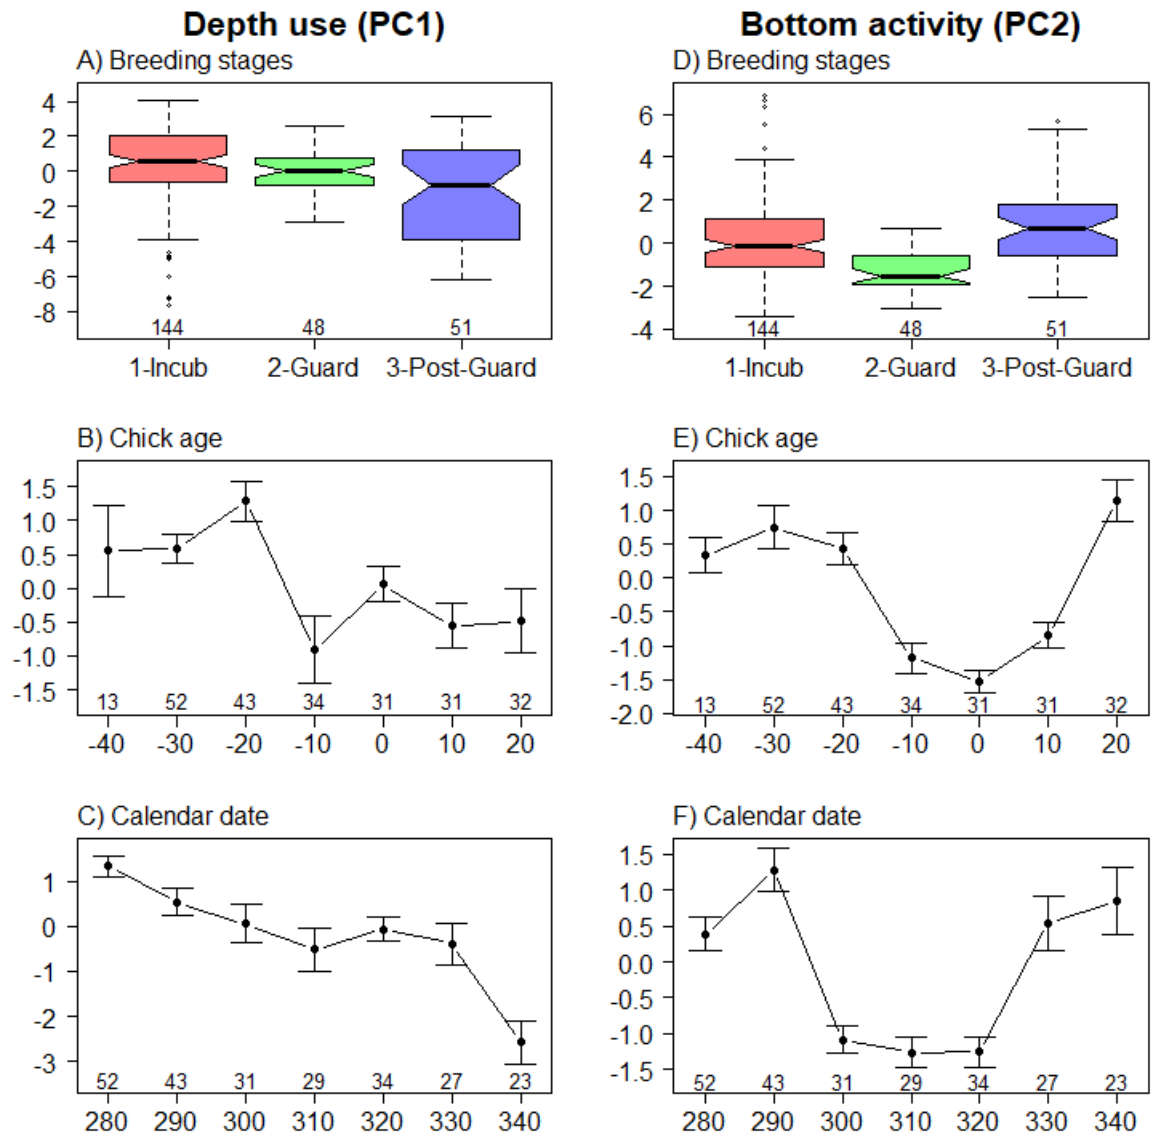 Depth use (PC1)
A) Breeding stages
4
2
0
-2
-4
-6
-8
144 48 51
1-Incub 2-Guard 3-Post-Guard
B) Chick age
1.5
1.0
0.5
0.0
-0.5
-1.0
-1.5
13 52 43 34 31 31 32
-40 -30 -20 -10 0 10 20
C) Calendar date
1
0
-1
-2
-3
52 43 31 29 34 27 23
280 290 300 310 320 330 340
Bottom activity (PC2)
D) Breeding stages
6
4
2
0
-2
-4
144 48 51
1-Incub 2-Guard 3-Post-Guard
E) Chick age
1.5
1.0
0.5
0.0
-0.5
-1.0
-1.5
-2.0
13 52 43 34 31 31 32
-40 -30 -20 -10 0 10 20
F) Calendar date
1.5
1.0
0.5
0.0
-0.5
-1.0
-1.5
52 43 31 29 34 27 23
280 290 300 310 320 330 340